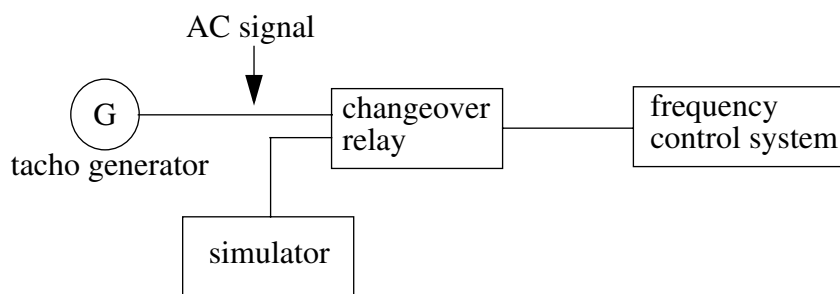 AC signal
G
tacho generator
changeover
relay
frequency
control system
simulator